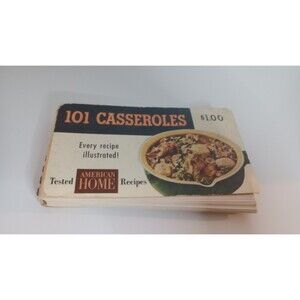 101 CASSEROLES
$1.00
Every recipe
illustrated!
Tested AMERICAN HOME Recipes